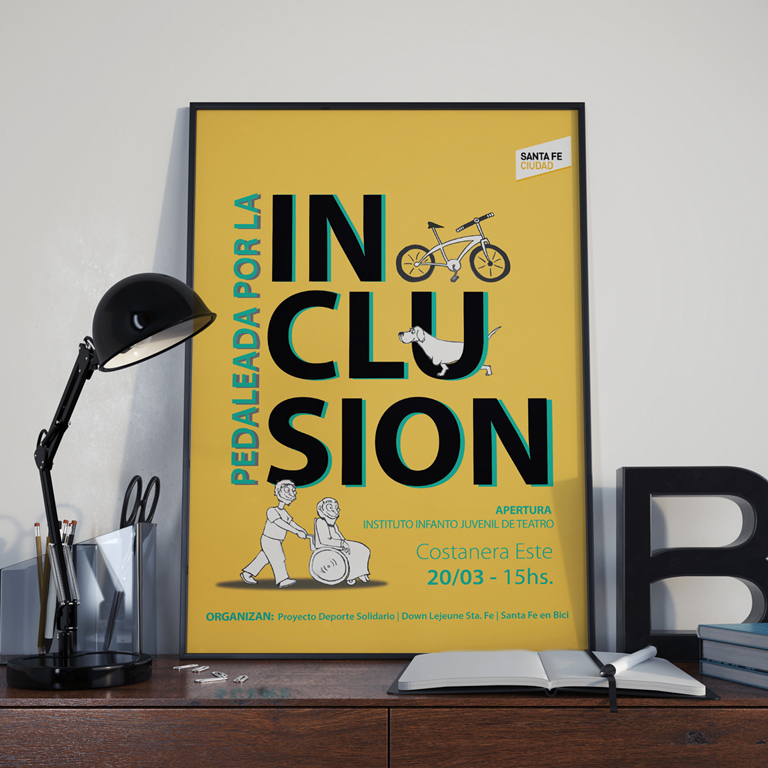 SANTA FE
CIUDAD
PEDALEADA POR LA
IN
CLU
SION
APERTURA
INSTITUTO INFANTO JUVENIL DE TEATRO
Costanera Este
20/03 - 15hs.
ORGANIZAN: Proyecto Deporte Solidario | Down Lejeune Sta. Fe | Santa Fe en Bici
B